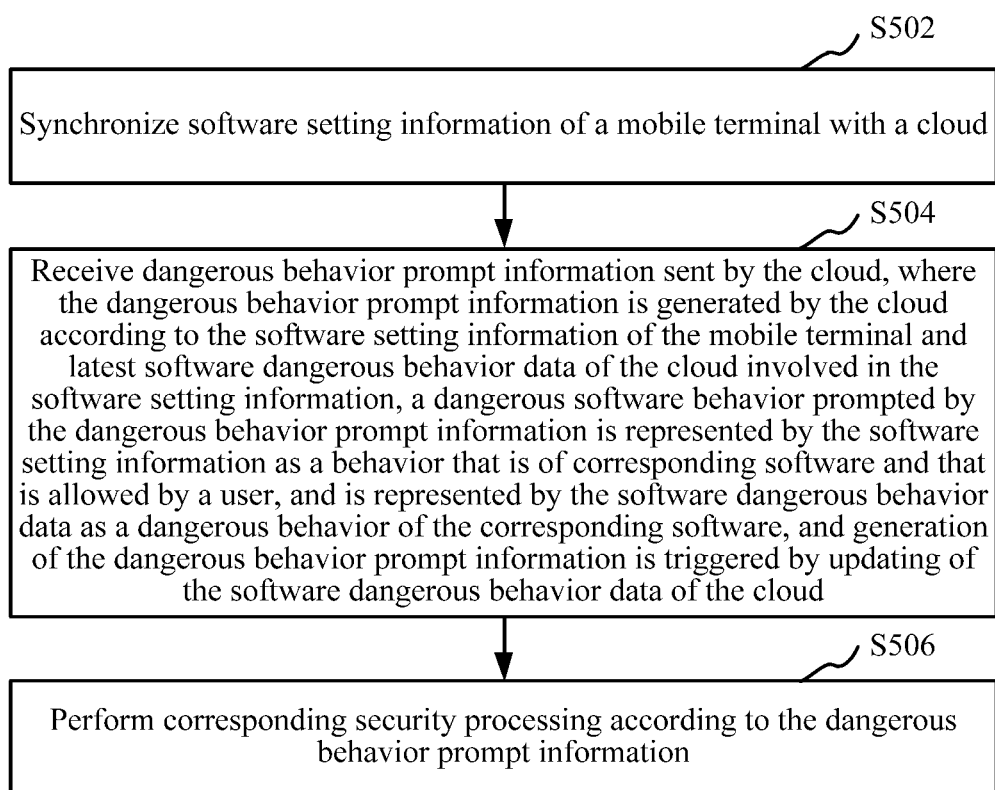 S502
Synchronize software setting information of a mobile terminal with a cloud
S504
Receive dangerous behavior prompt information sent by the cloud, where
the dangerous behavior prompt information is generated by the cloud
according to the software setting information of the mobile terminal and
latest software dangerous behavior data of the cloud involved in the
software setting information, a dangerous software behavior prompted by
the dangerous behavior prompt information is represented by the software
setting information as a behavior that is of corresponding software and that
is allowed by a user, and is represented by the software dangerous behavior
data as a dangerous behavior of the corresponding software, and generation
of the dangerous behavior prompt information is triggered by updating of
the software dangerous behavior data of the cloud
S506
Perform corresponding security processing according to the dangerous
behavior prompt information